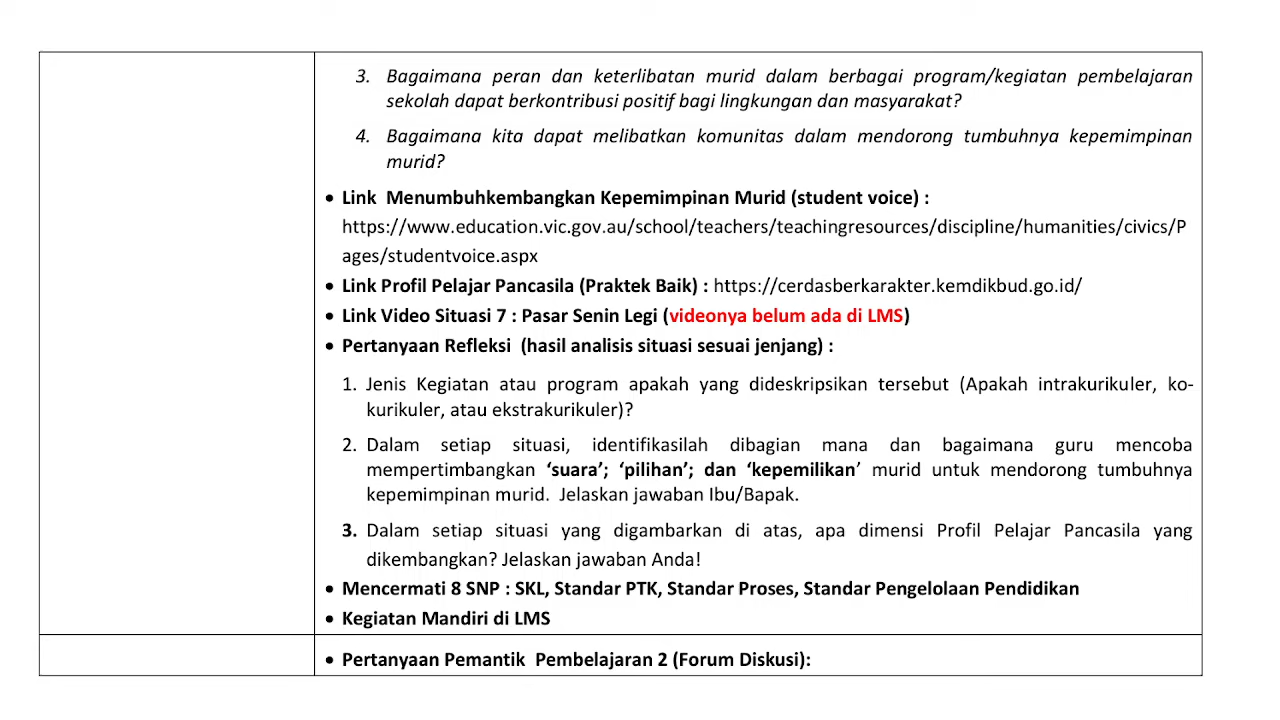 3. Bagaimana peran dan keterlibatan murid dalam berbagai program/kegiatan pembelajaran
sekolah dapat berkontribusi positif bagi lingkungan dan masyarakat?
4. Bagaimana kita dapat melibatkan komunitas dalam mendorong tumbuhnya kepemimpinan
murid?
• Link Menumbuhkembangkan Kepemimpinan Murid (student voice) :
https://www.education.vic.gov.au/school/teachers/teachingresources/discipline/humanities/civics/P
ages/studentvoice.aspx
• Link Profil Pelajar Pancasila (Praktek Baik) : https://cerdasberkarakter.kemdikbud.go.id/
• Link Video Situasi 7 : Pasar Senin Legi (videonya belum ada di LMS)
• Pertanyaan Refleksi (hasil analisis situasi sesuai jenjang) :
1. Jenis Kegiatan atau program apakah yang dideskripsikan tersebut (Apakah intrakurikuler, ko-
kurikuler, atau ekstrakurikuler)?
2. Dalam setiap situasi, identifikasilah dibagian mana dan bagaimana guru mencoba
mempertimbangkan ‘suara’; ‘pilihan’; dan ‘kepemilikan’ murid untuk mendorong tumbuhnya
kepemimpinan murid. Jelaskan jawaban Ibu/Bapak.
3. Dalam setiap situasi yang digambarkan di atas, apa dimensi Profil Pelajar Pancasila yang
dikembangkan? Jelaskan jawaban Anda!
• Mencermati 8 SNP : SKL, Standar PTK, Standar Proses, Standar Pengelolaan Pendidikan
• Kegiatan Mandiri di LMS
• Pertanyaan Pemantik Pembelajaran 2 (Forum Diskusi):